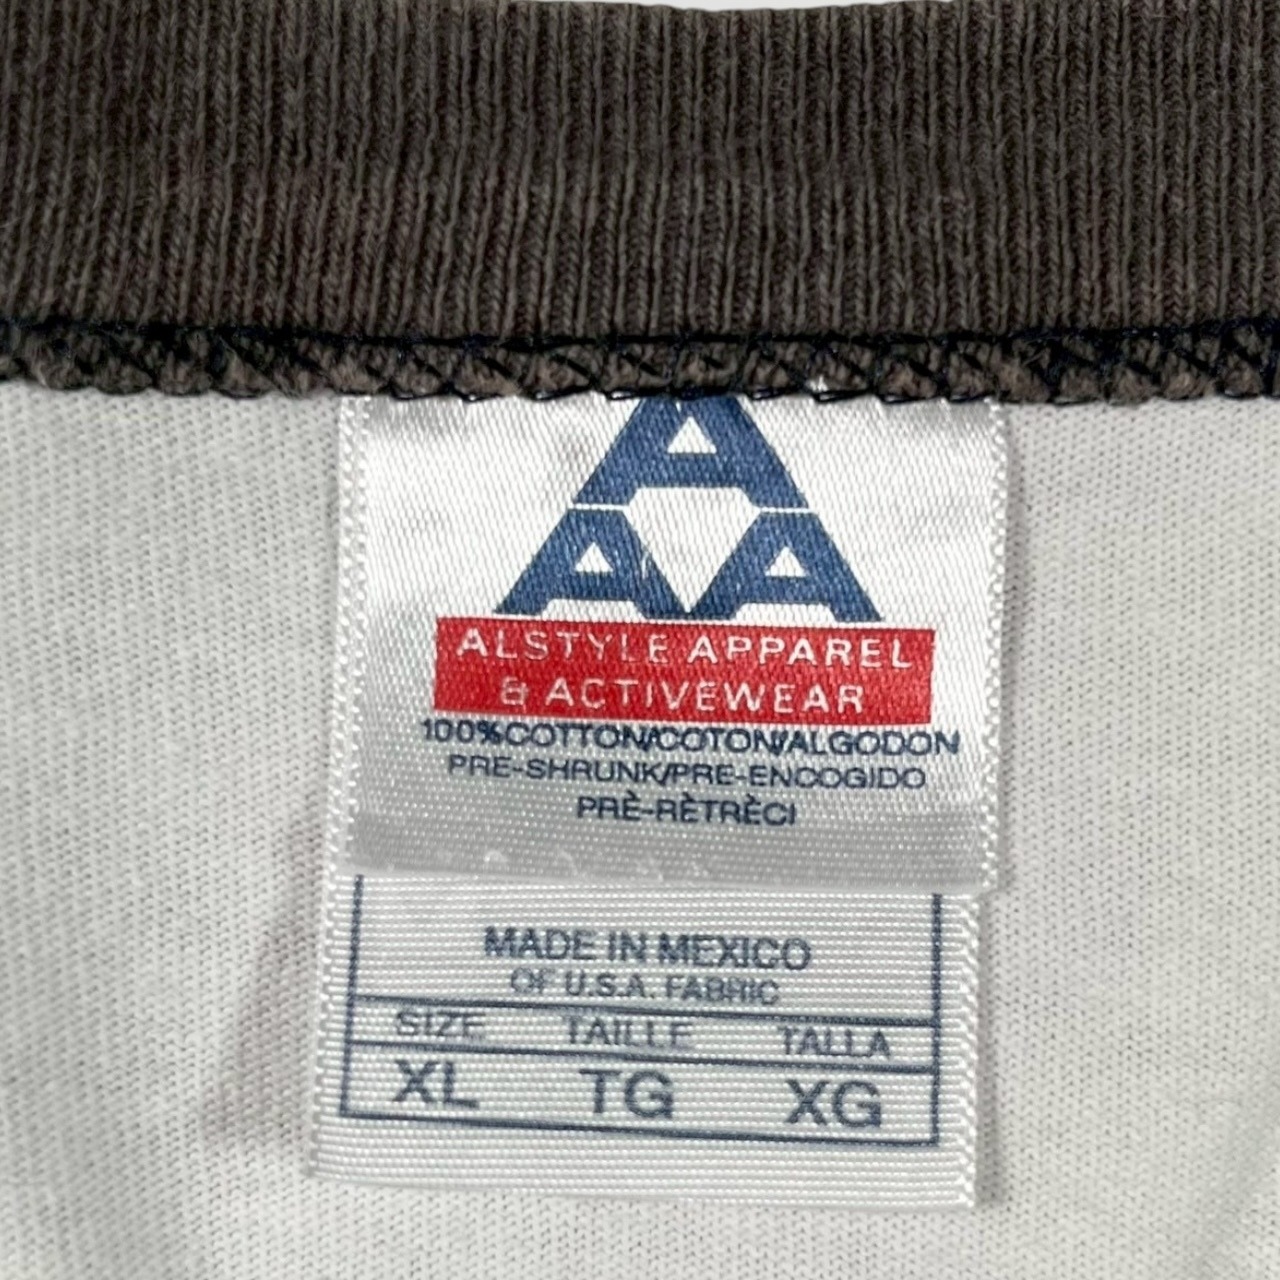 A
A A
ALSTYLE APPAREL
& ACTIVEWEAR
100%COTTON/COTON/ALGODON
PRE-SHRUNK/PRE-ENCOGIDO
PRÈ-RÈTRÈCI
MADE IN MEXICO
OF U.S.A. FABRIC
SIZE TAILLE TALLA
XL TG XG